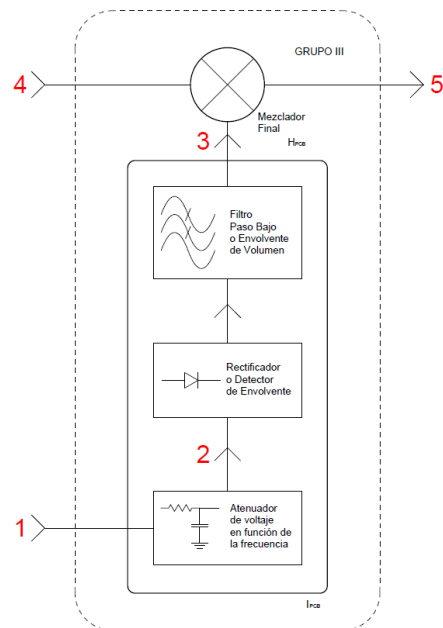 GRUPO III
4
5
Mezclador
Final
3
HPCB
Filtro
Paso Bajo
o Envolvente
de Volumen
Rectificador
o Detector
de Envolvente
2
Atenuador
de voltaje
en función de
la frecuencia
1
IPCB